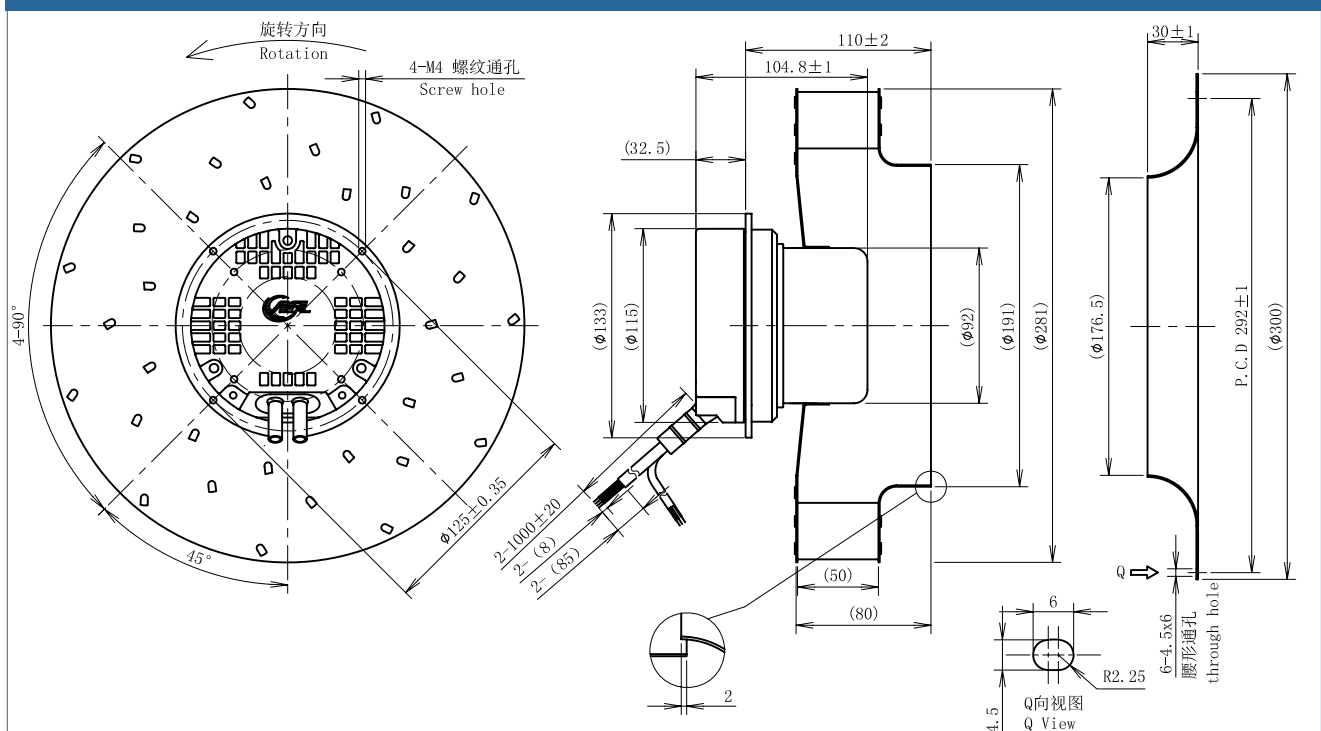 旋转方向
Rotation
4-M4 螺纹通孔
Screw hole
4-90°
45°
ϕ125±0.35
110±2
104.8±1
(32.5)
(ϕ133)
(ϕ115)
(ϕ92)
(ϕ191)
(ϕ281)
2-1000±20
2-(8)
2-(85)
(50)
(80)
2
30±1
(ϕ176.5)
P.C.D 292±1
(ϕ300)
Q
6-4.5x6
腰形通孔
through hole
6
4.5
R2.25
Q向视图
Q View